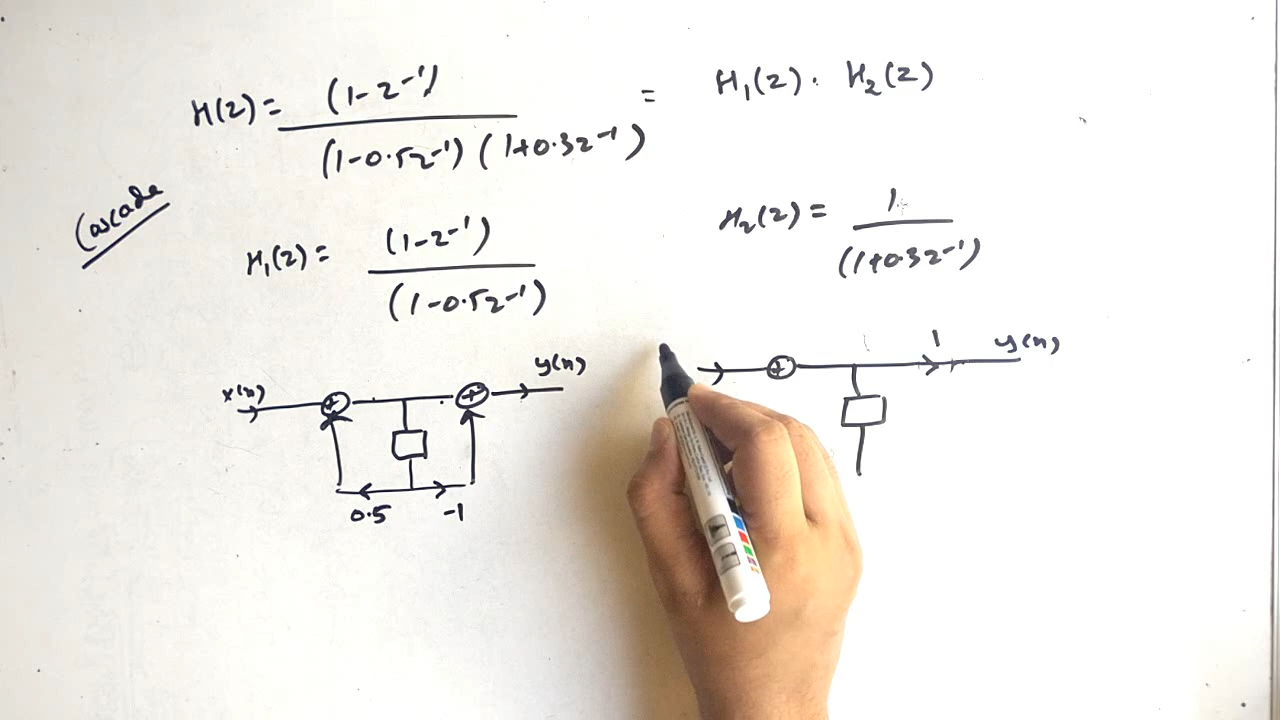 H(z) = (1-z⁻¹) / (1-0.5z⁻¹) (1+0.3z⁻¹) = H₁(z) · H₂(z)
Cascade
H₁(z) = (1-z⁻¹) / (1-0.5z⁻¹)
H₂(z) = 1 / (1+0.3z⁻¹)
x(n) + + y(n)
0.5 -1
+ 1 y(n)